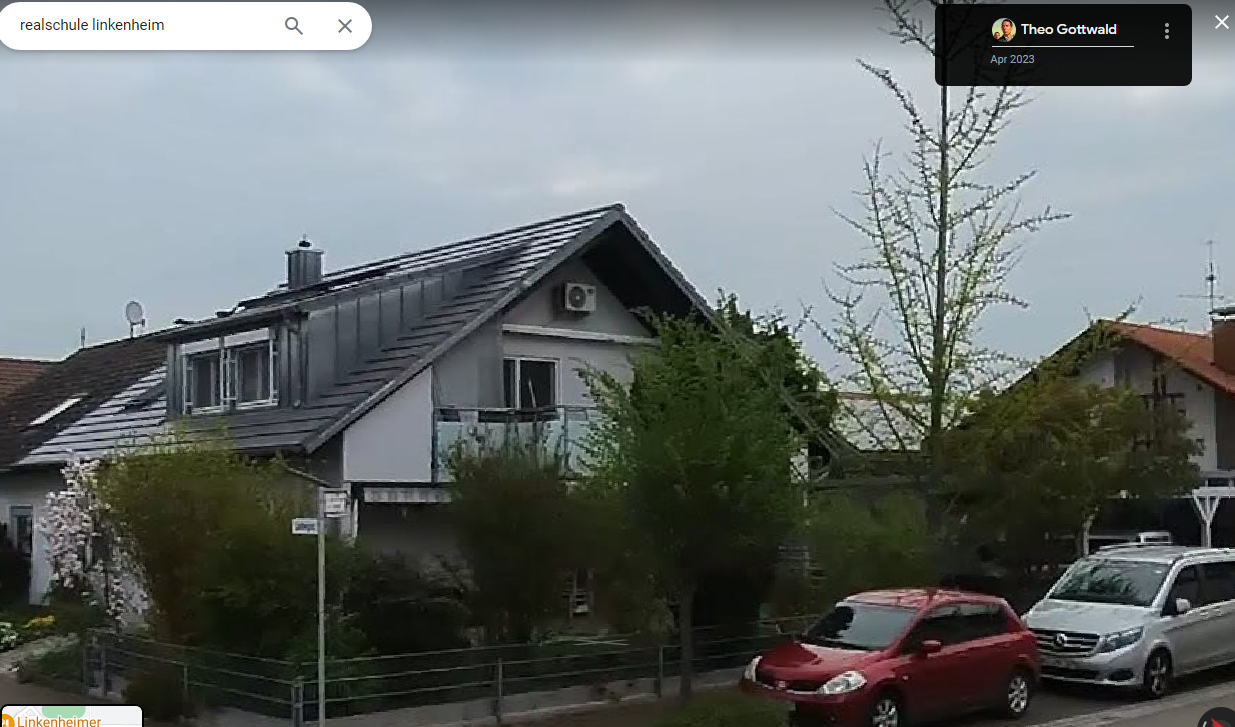 realschule linkenheim
Theo Gottwald
Apr 2023
Linkenheimer